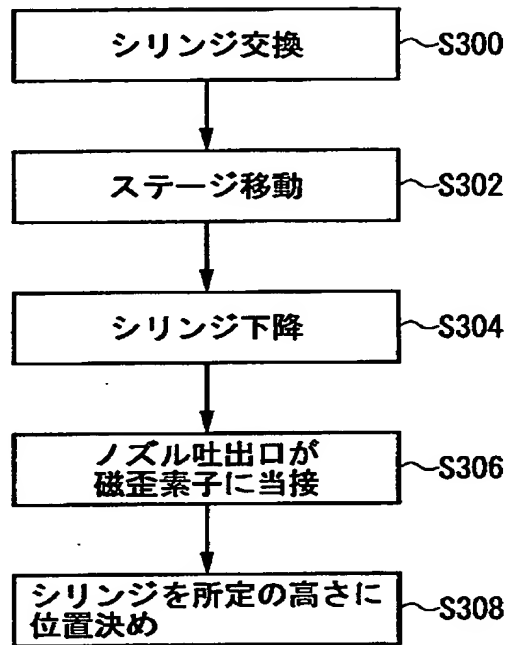 シリンジ交換
S300
ステージ移動
S302
シリンジ下降
S304
ノズル吐出口が
磁歪素子に当接
S306
シリンジを所定の高さに
位置決め
S308